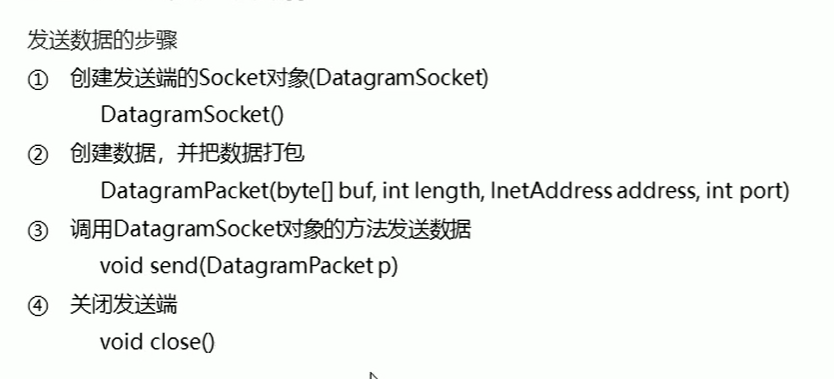 发送数据的步骤
① 创建发送端的Socket对象(DatagramSocket)
DatagramSocket()
② 创建数据，并把数据打包
DatagramPacket(byte[] buf, int length, InetAddress address, int port)
③ 调用DatagramSocket对象的方法发送数据
void send(DatagramPacket p)
④ 关闭发送端
void close()